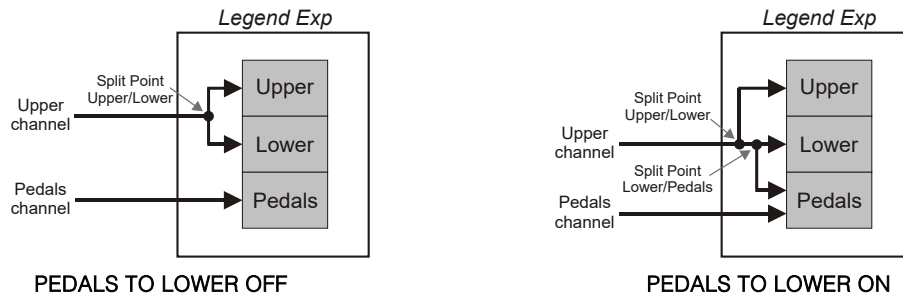 Legend Exp
Split Point
Upper/Lower
Upper
channel
Upper
Lower
Pedals
channel
Pedals
PEDALS TO LOWER OFF
Legend Exp
Split Point
Upper/Lower
Upper
channel
Split Point
Lower/Pedals
Pedals
channel
Upper
Lower
Pedals
PEDALS TO LOWER ON